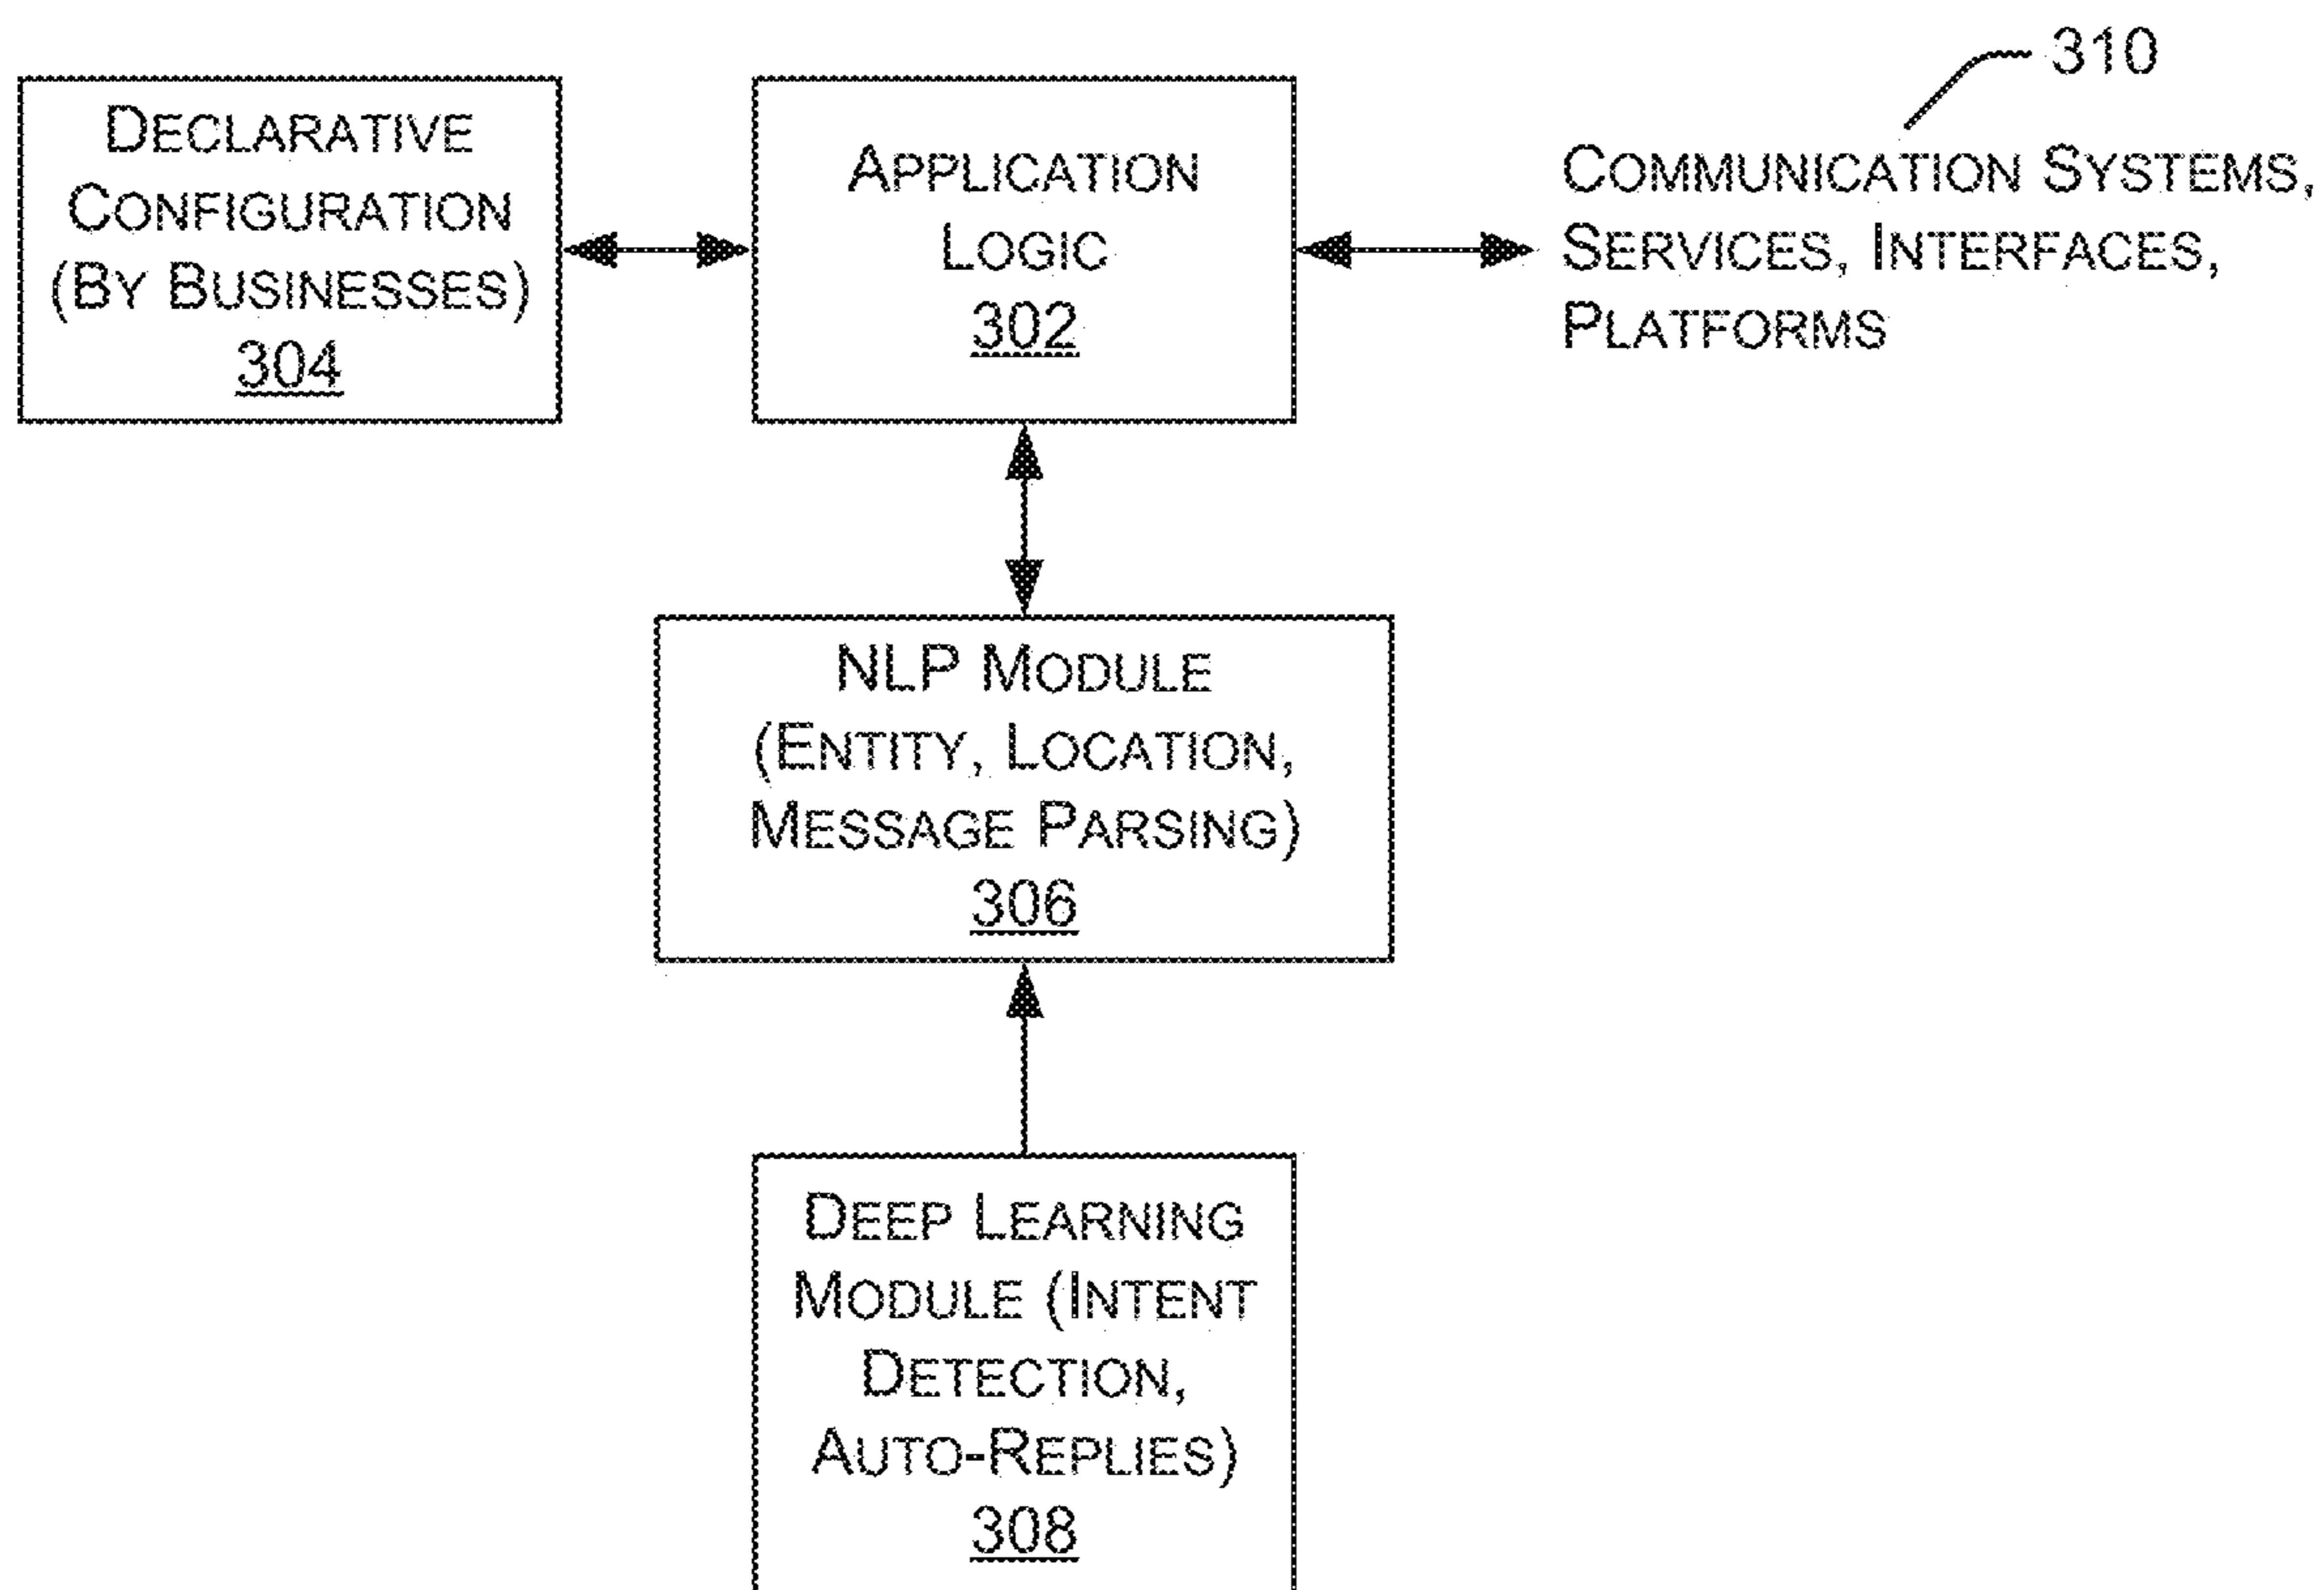 310
DECLARATIVE
CONFIGURATION
(BY BUSINESSES)
304
APPLICATION
LOGIC
302
COMMUNICATION SYSTEMS,
SERVICES, INTERFACES,
PLATFORMS
NLP MODULE
(ENTITY, LOCATION,
MESSAGE PARSING)
306
DEEP LEARNING
MODULE (INTENT
DETECTION,
AUTO-REPLIES)
308